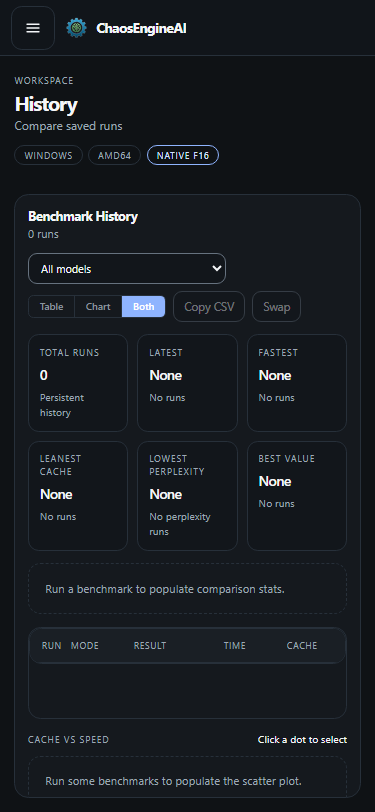 ChaosEngineAI
WORKSPACE
History
Compare saved runs
WINDOWS AMD64 NATIVE F16
Benchmark History
0 runs
All models
Table Chart Both Copy CSV Swap
TOTAL RUNS
0
Persistent
history
LATEST
None
No runs
FASTEST
None
No runs
LEANEST
CACHE
None
No runs
LOWEST
PERPLEXITY
None
No perplexity
runs
BEST VALUE
None
No runs
Run a benchmark to populate comparison stats.
RUN MODE RESULT TIME CACHE
CACHE VS SPEED Click a dot to select
Run some benchmarks to populate the scatter plot.